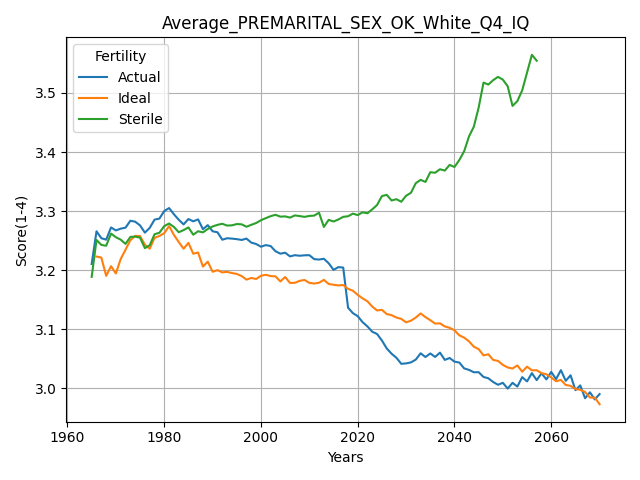 Average_PREMARITAL_SEX_OK_White_Q4_IQ
Fertility
Actual
Ideal
Sterile
Score(1-4)
3.5
3.4
3.3
3.2
3.1
3.0
1960 1980 2000 2020 2040 2060
Years